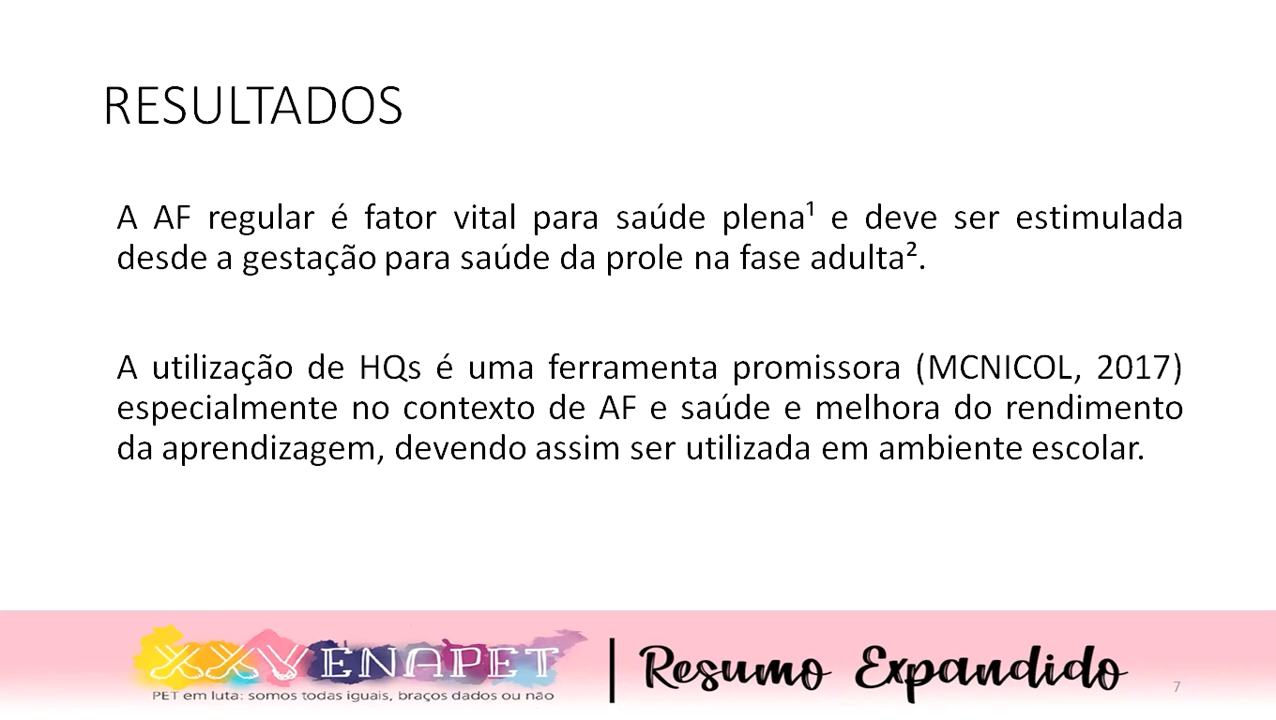 RESULTADOS
A AF regular é fator vital para saúde plena¹ e deve ser estimulada
desde a gestação para saúde da prole na fase adulta².
A utilização de HQs é uma ferramenta promissora (MCNICOL, 2017)
especialmente no contexto de AF e saúde e melhora do rendimento
da aprendizagem, devendo assim ser utilizada em ambiente escolar.
XXVENAPET
PET em luta: somos todas iguais, braços dados ou não
Resumo Expandido
7